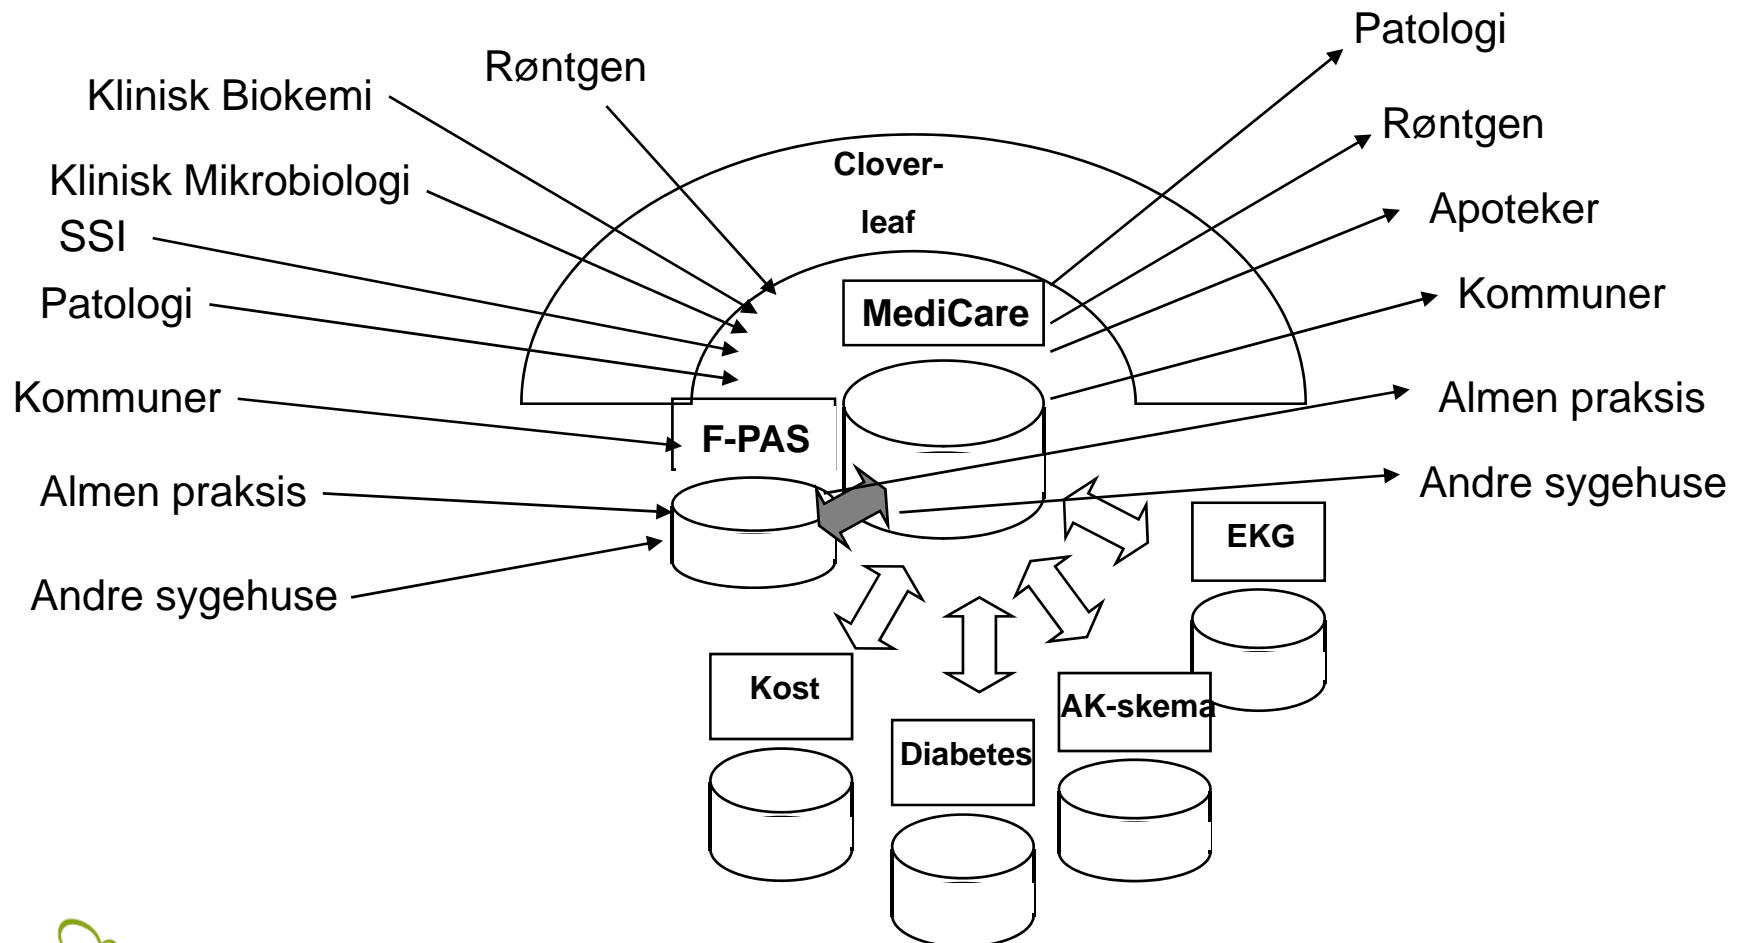 Patologi
Røntgen
Klinisk Biokemi
Røntgen
Clover-
Klinisk Mikrobiologi
leaf
Apoteker
SSI
Patologi
MediCare
Kommuner
Kommuner
F-PAS
Almen praksis
Almen praksis
Andre sygehuse
EKG
Andre sygehuse
Kost
AK-skema
Diabetes